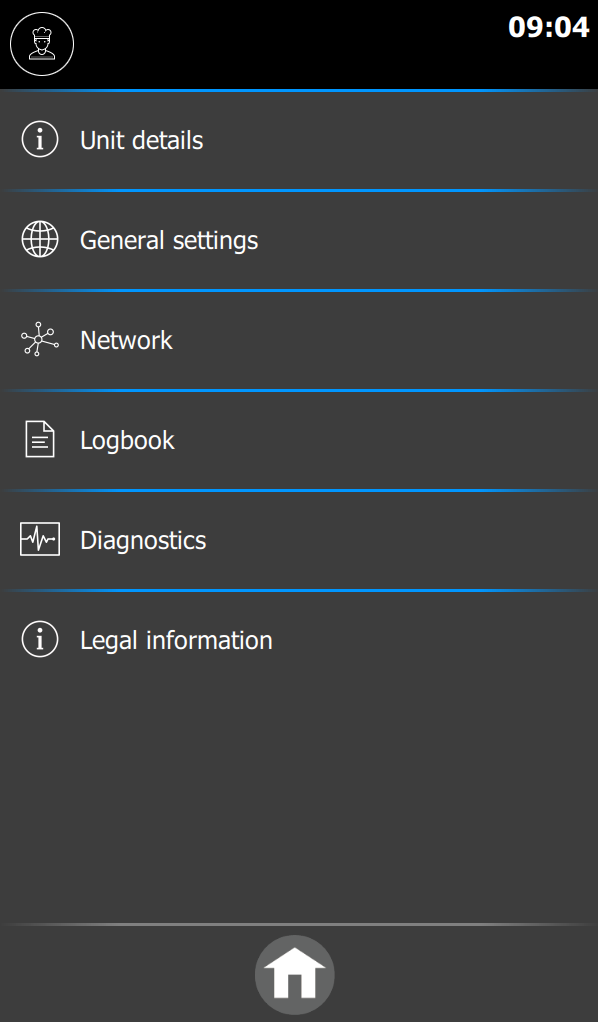 09:04
Unit details
General settings
Network
Logbook
Diagnostics
Legal information